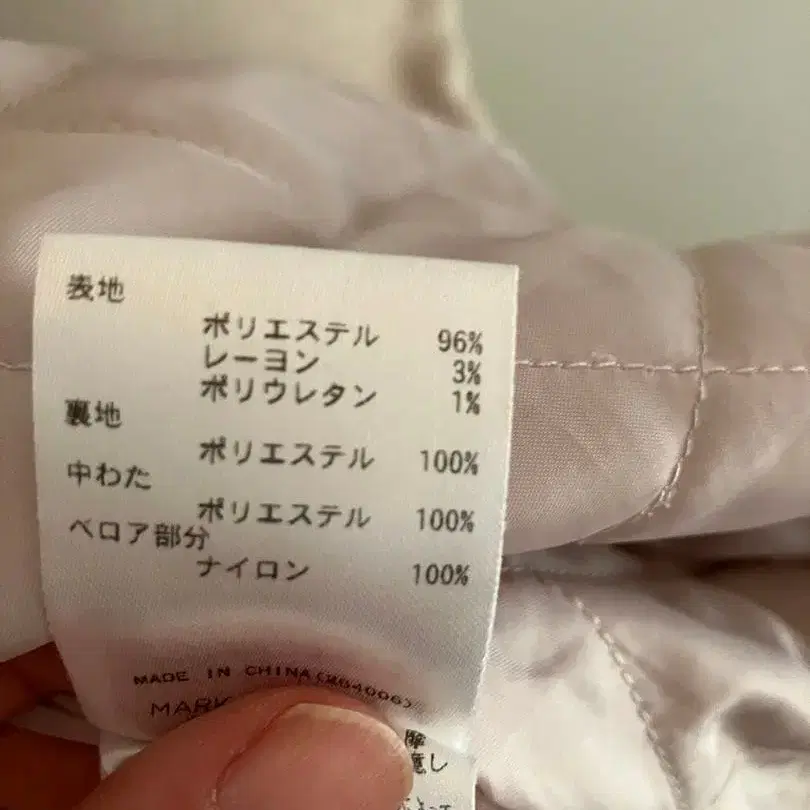 表地
ポリエステル 96%
レーヨン 3%
ポリウレタン 1%
裏地
ポリエステル 100%
中わた
ポリエステル 100%
ベロア部分
ナイロン 100%
MADE IN CHINA
MARK